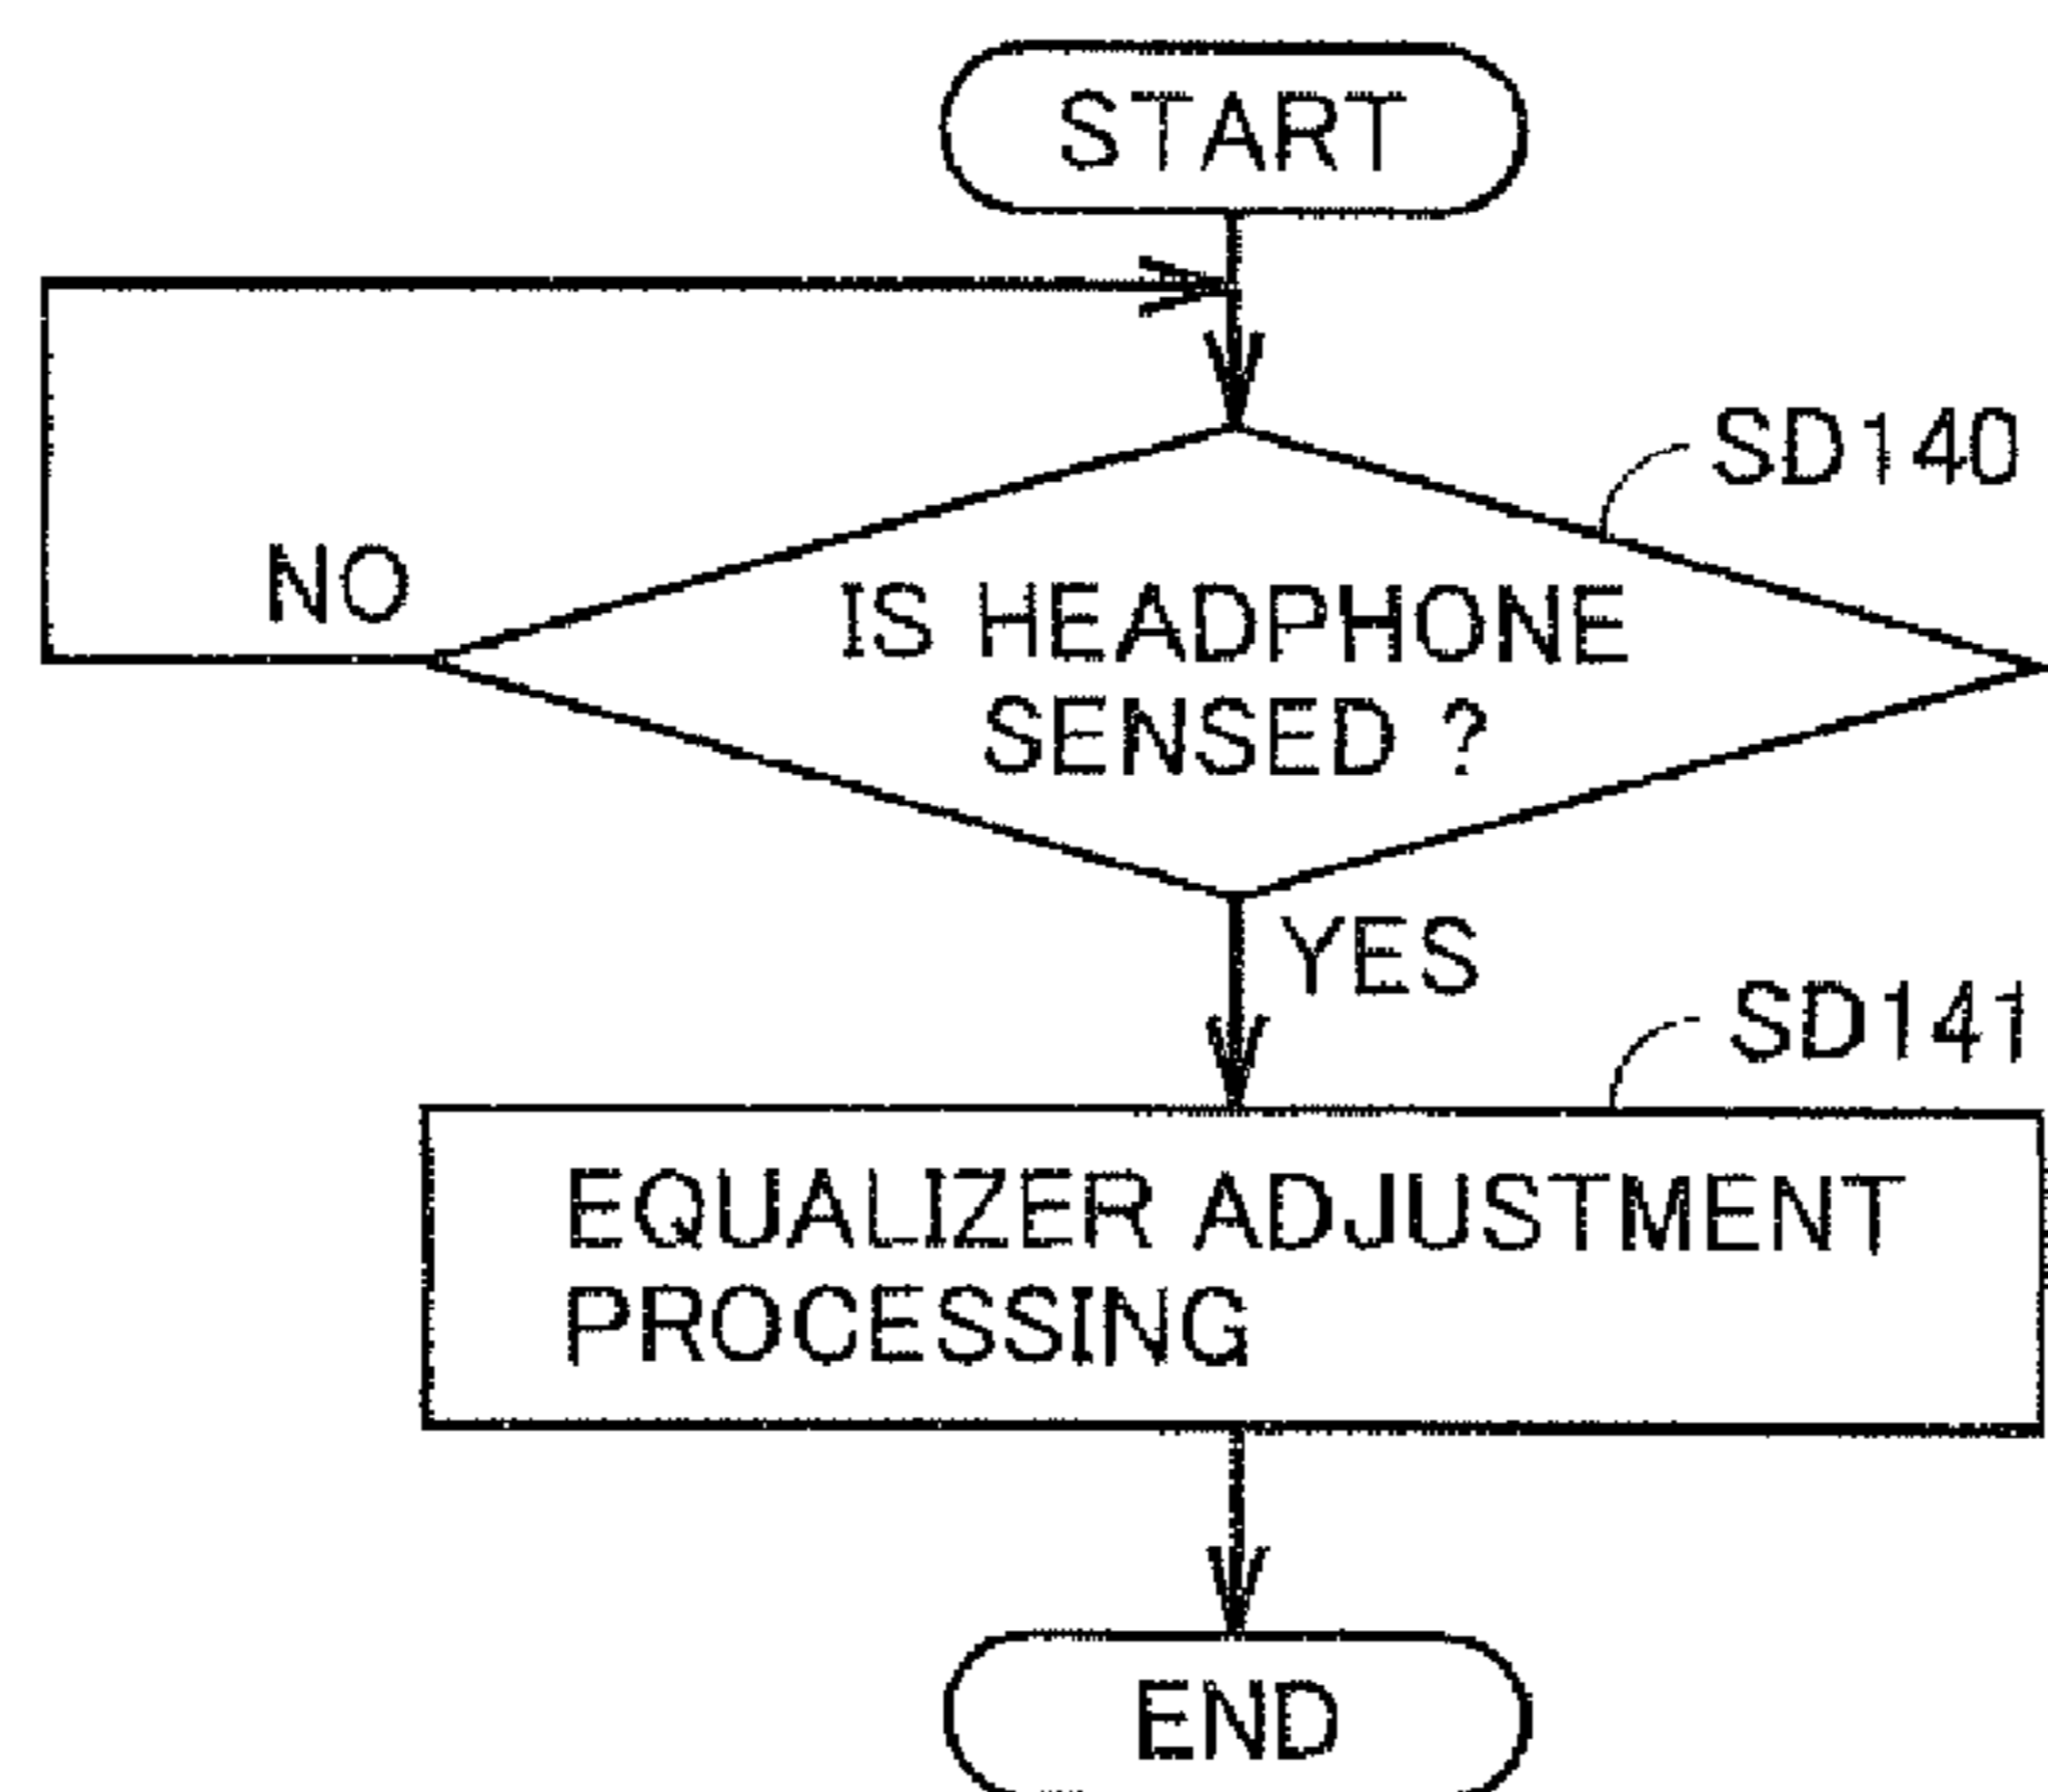 START
SD140
NO
IS HEADPHONE
SENSED ?
YES
SD141
EQUALIZER ADJUSTMENT
PROCESSING
END